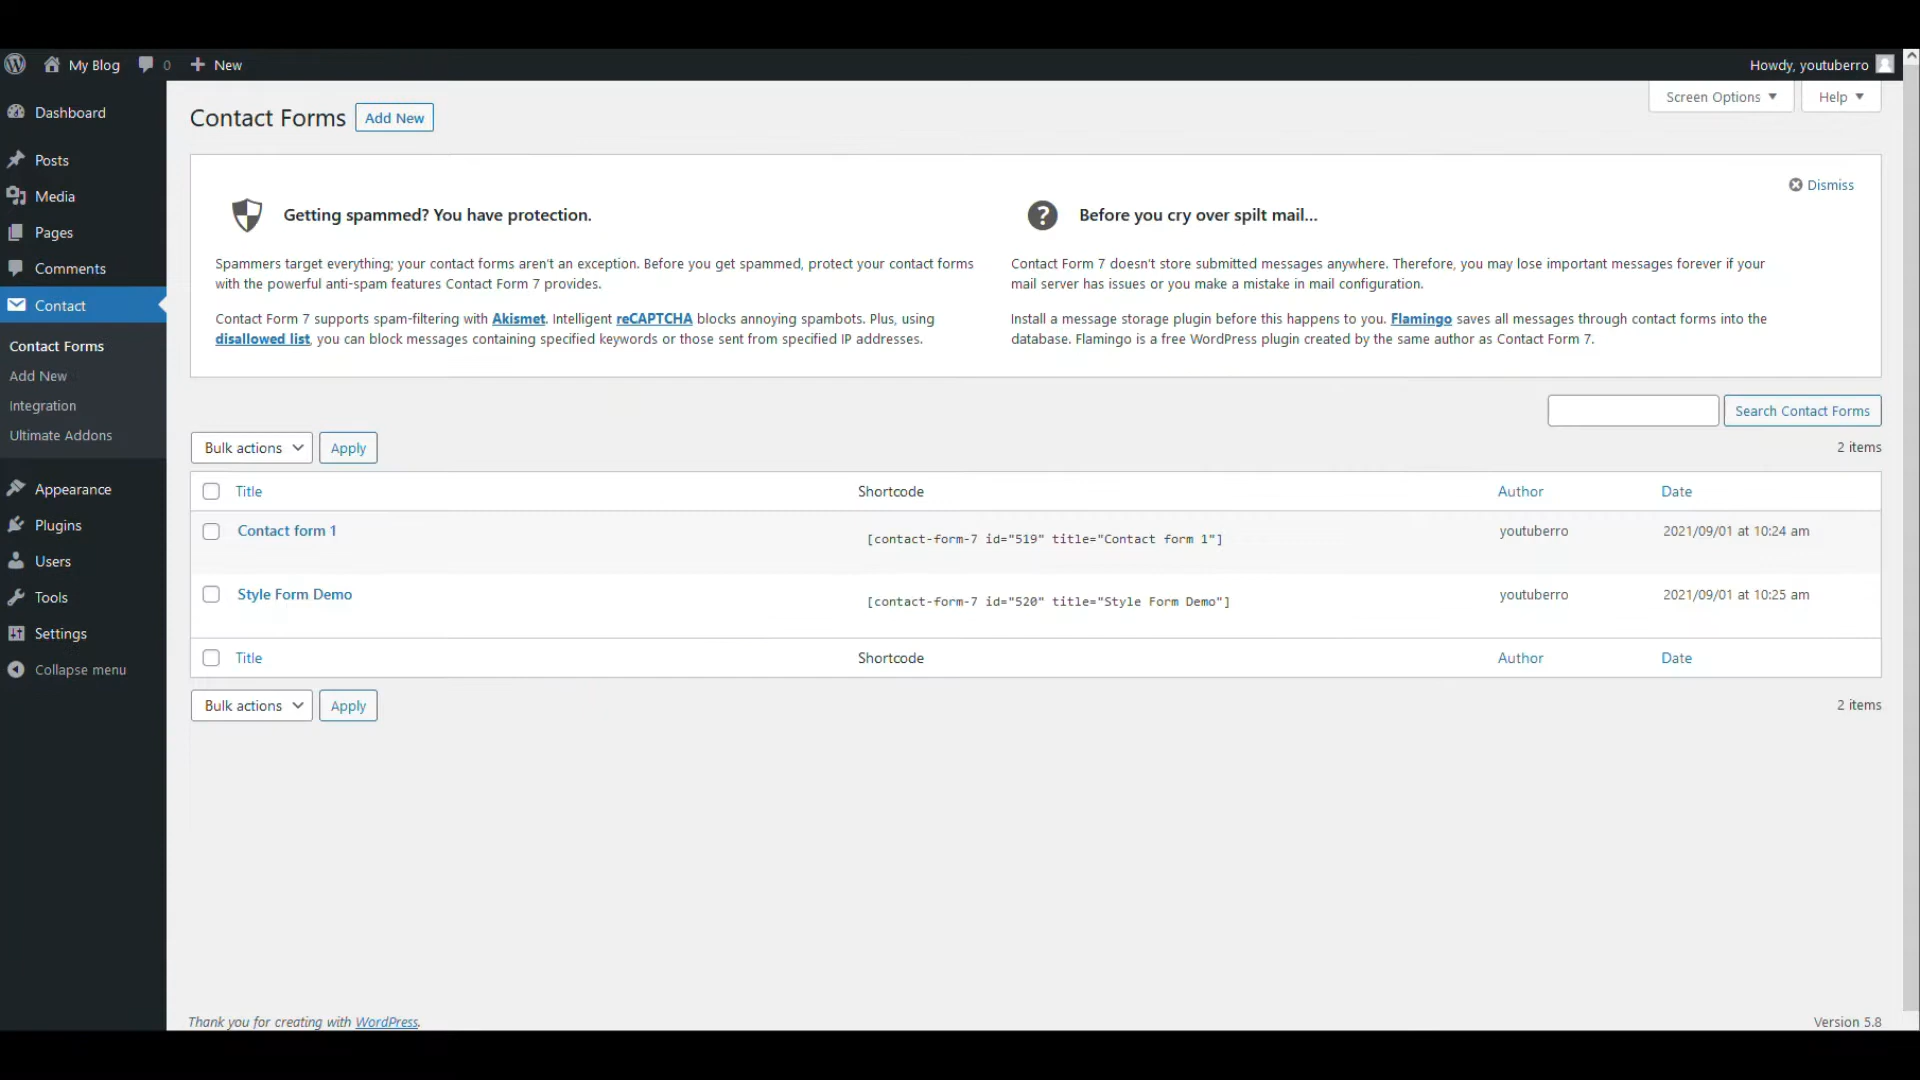 My Blog 0 New Howdy, youtuberro
Screen Options Help
Dashboard
Posts
Media
Pages
Comments
Contact
Contact Forms
Add New
Integration
Ultimate Addons
Appearance
Plugins
Users
Tools
Settings
Collapse menu
Contact Forms Add New
Dismiss
Getting spammed? You have protection.
Spammers target everything; your contact forms aren't an exception. Before you get spammed, protect your contact forms
with the powerful anti-spam features Contact Form 7 provides.
Contact Form 7 supports spam-filtering with Akismet. Intelligent reCAPTCHA blocks annoying spambots. Plus, using
disallowed list, you can block messages containing specified keywords or those sent from specified IP addresses.
Before you cry over spilt mail...
Contact Form 7 doesn't store submitted messages anywhere. Therefore, you may lose important messages forever if your
mail server has issues or you make a mistake in mail configuration.
Install a message storage plugin before this happens to you. Flamingo saves all messages through contact forms into the
database. Flamingo is a free WordPress plugin created by the same author as Contact Form 7.
Search Contact Forms
Bulk actions Apply 2 items
Title Shortcode Author Date
Contact form 1 [contact-form-7 id="519" title="Contact form 1"] youtuberro 2021/09/01 at 10:24 am
Style Form Demo [contact-form-7 id="520" title="Style Form Demo"] youtuberro 2021/09/01 at 10:25 am
Title Shortcode Author Date
Bulk actions Apply 2 items
Thank you for creating with WordPress. Version 5.8